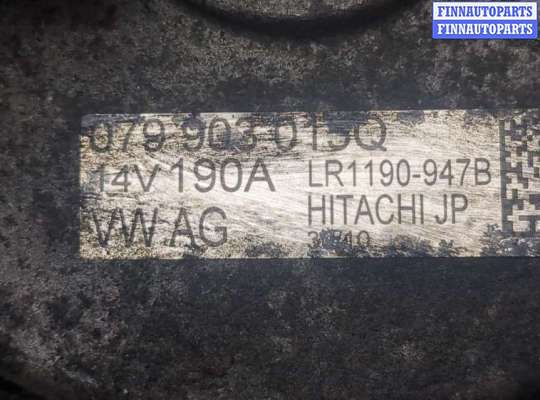 FINNAUTOPARTS
FINNAUTOPARTS
079 903 015Q
14V 190A LR1190-947B
VW AG HITACHI JP